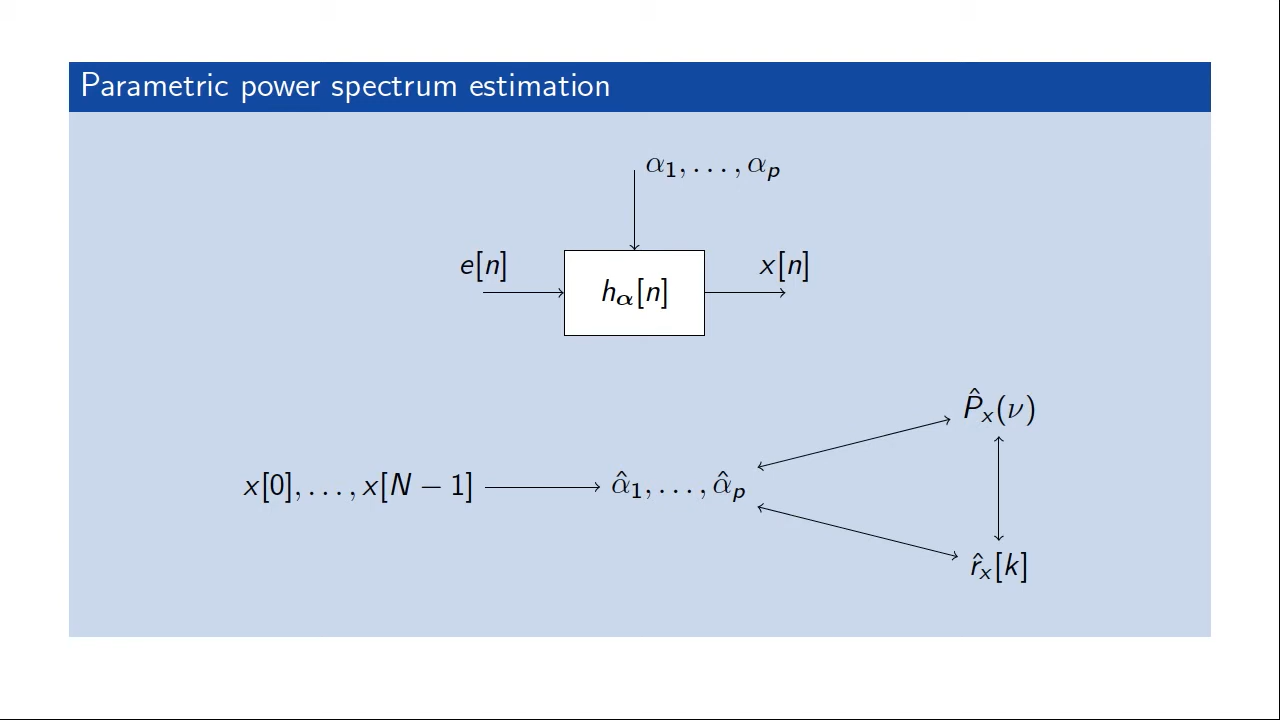 Parametric power spectrum estimation
α₁, . . . , αₚ
e[n]
x[n]
h_α[n]
P̂ₓ(ν)
x[0], . . . , x[N − 1]
α̂₁, . . . , α̂ₚ
r̂ₓ[k]